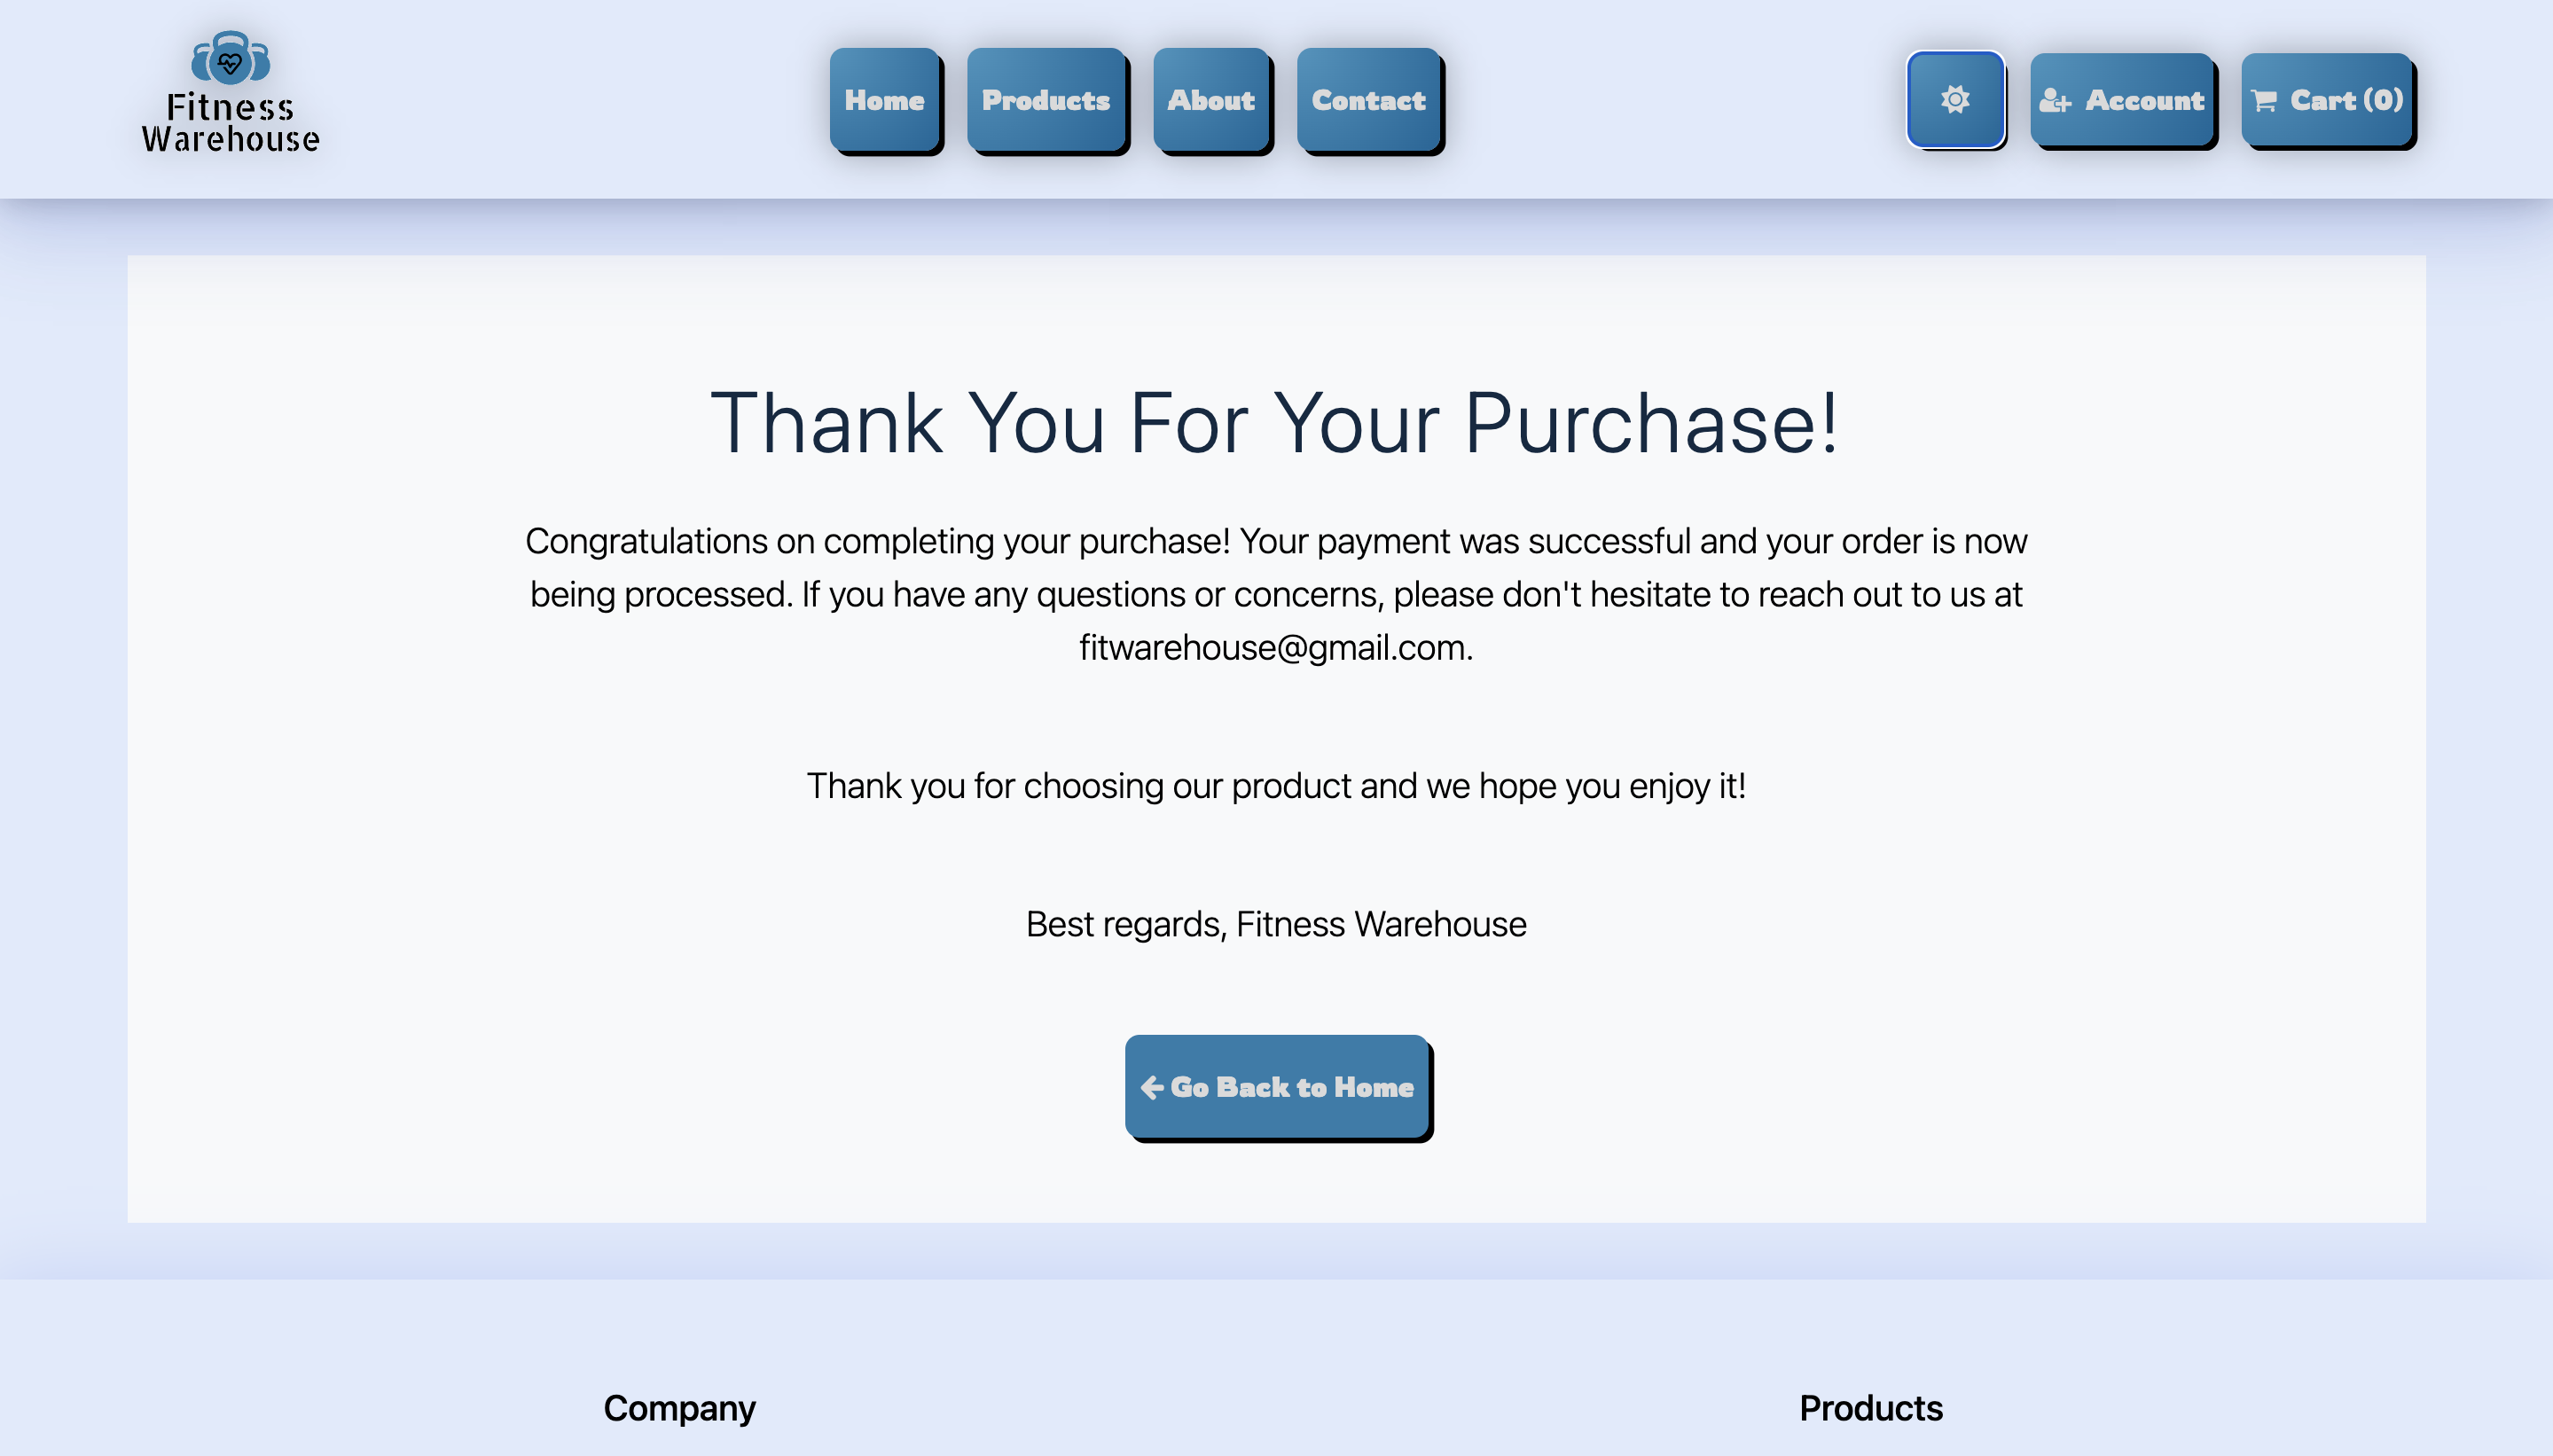 Fitness
Warehouse
Home
Products
About
Contact
Account
Cart (0)
Thank You For Your Purchase!
Congratulations on completing your purchase! Your payment was successful and your order is now
being processed. If you have any questions or concerns, please don't hesitate to reach out to us at
fitwarehouse@gmail.com.
Thank you for choosing our product and we hope you enjoy it!
Best regards, Fitness Warehouse
Go Back to Home
Company
Products